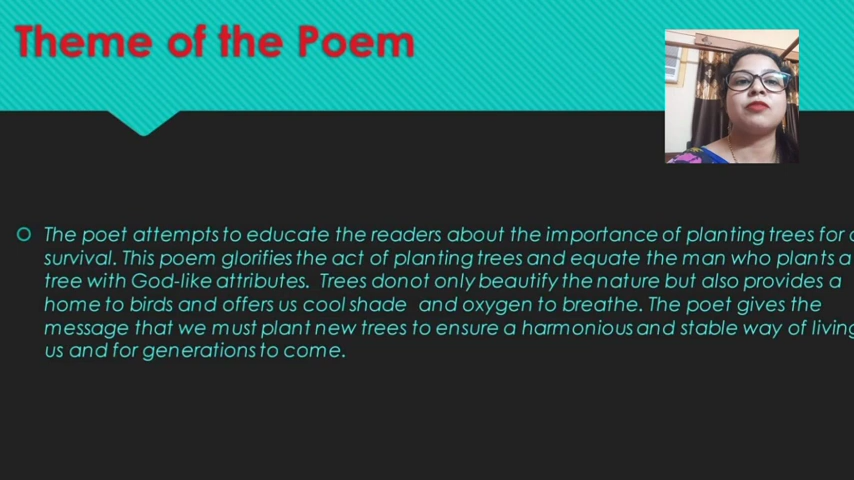 Theme of the Poem
The poet attempts to educate the readers about the importance of planting trees for
survival. This poem glorifies the act of planting trees and equate the man who plants a
tree with God-like attributes. Trees donot only beautify the nature but also provides a
home to birds and offers us cool shade and oxygen to breathe. The poet gives the
message that we must plant new trees to ensure a harmonious and stable way of living
us and for generations to come.